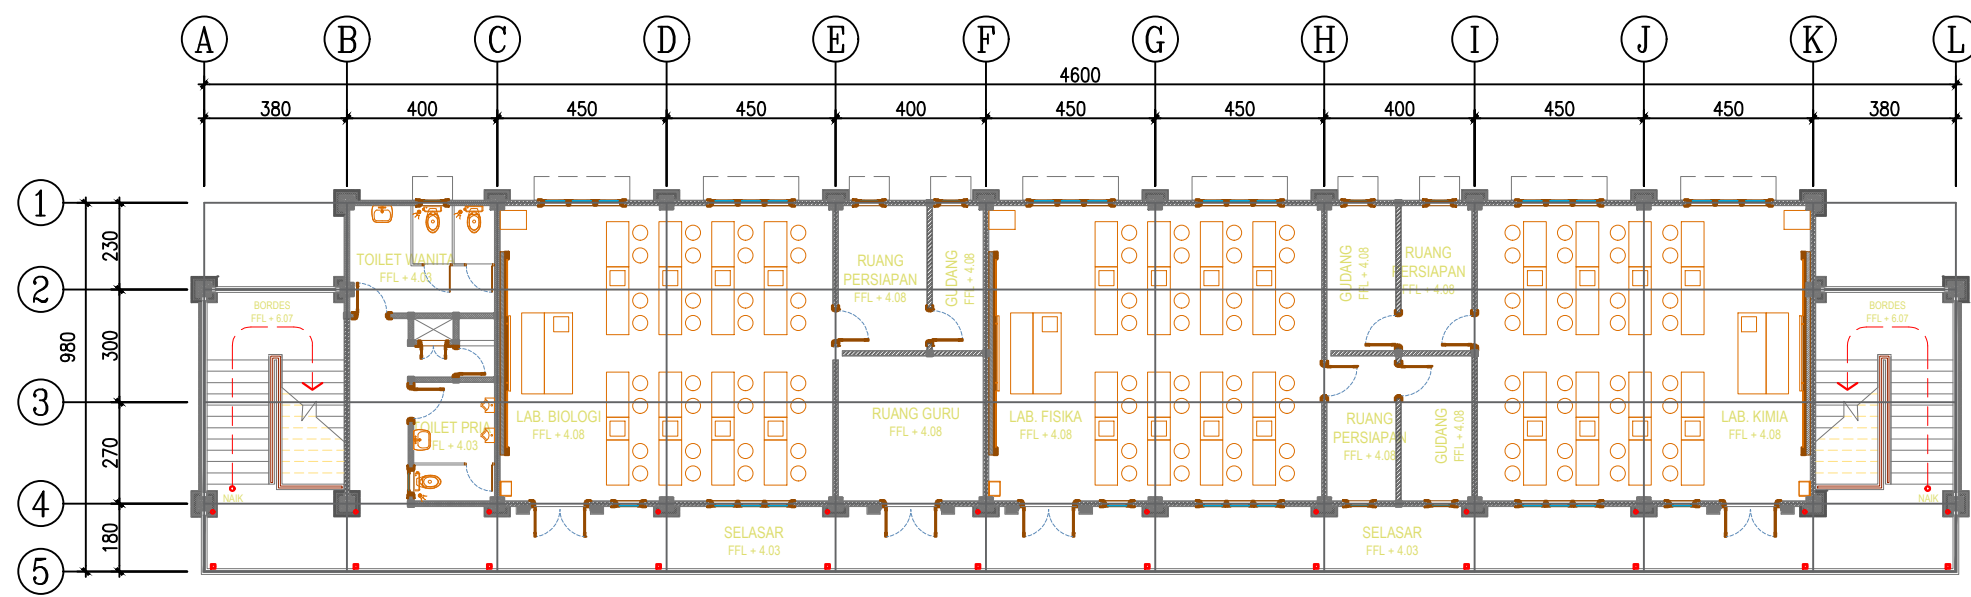 A B C D E F G H I J K L
4600
380 400 450 450 400 450 450 400 450 450 380
1
2
3
4
5
230
300
270
180
980
TOILET WANITA
FFL + 4.03
BORDES
FFL + 6.07
NAIK
TOILET PRIA
FFL + 4.03
LAB. BIOLOGI
FFL + 4.08
RUANG
PERSIAPAN
FFL + 4.08
GUDANG
FFL + 4.08
RUANG GURU
FFL + 4.08
LAB. FISIKA
FFL + 4.08
GUDANG
FFL + 4.08
RUANG
PERSIAPAN
FFL + 4.08
RUANG
PERSIAPAN
FFL + 4.08
GUDANG
FFL + 4.08
LAB. KIMIA
FFL + 4.08
BORDES
FFL + 6.07
NAIK
SELASAR
FFL + 4.03
SELASAR
FFL + 4.03